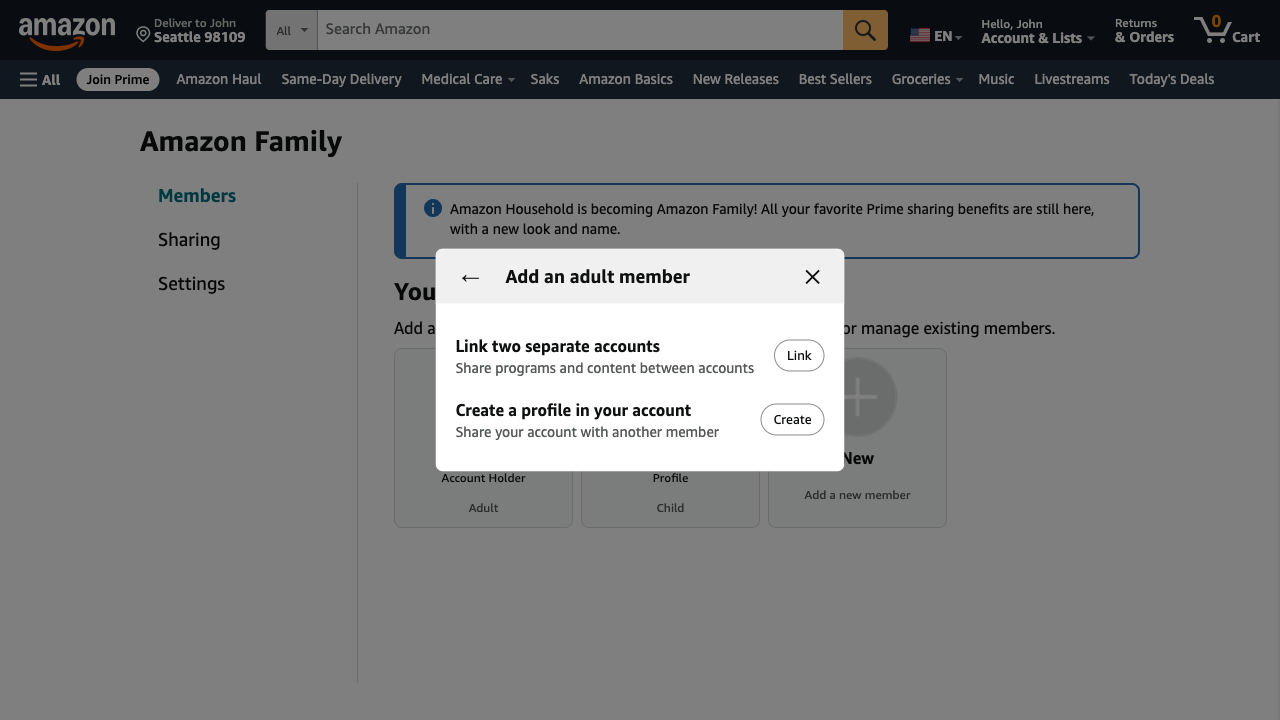 amazon
Deliver to John
Seattle 98109
All
Search Amazon
EN
Hello, John
Account & Lists
Returns
& Orders
0
Cart
All
Join Prime
Amazon Haul
Same-Day Delivery
Medical Care
Saks
Amazon Basics
New Releases
Best Sellers
Groceries
Music
Livestreams
Today's Deals
Amazon Family
Members
Sharing
Settings
Amazon Household is becoming Amazon Family! All your favorite Prime sharing benefits are still here,
with a new look and name.
You
Add a
or manage existing members.
Add an adult member
Link two separate accounts
Share programs and content between accounts
Link
Create a profile in your account
Share your account with another member
Create
Account Holder
Adult
Profile
Child
New
Add a new member